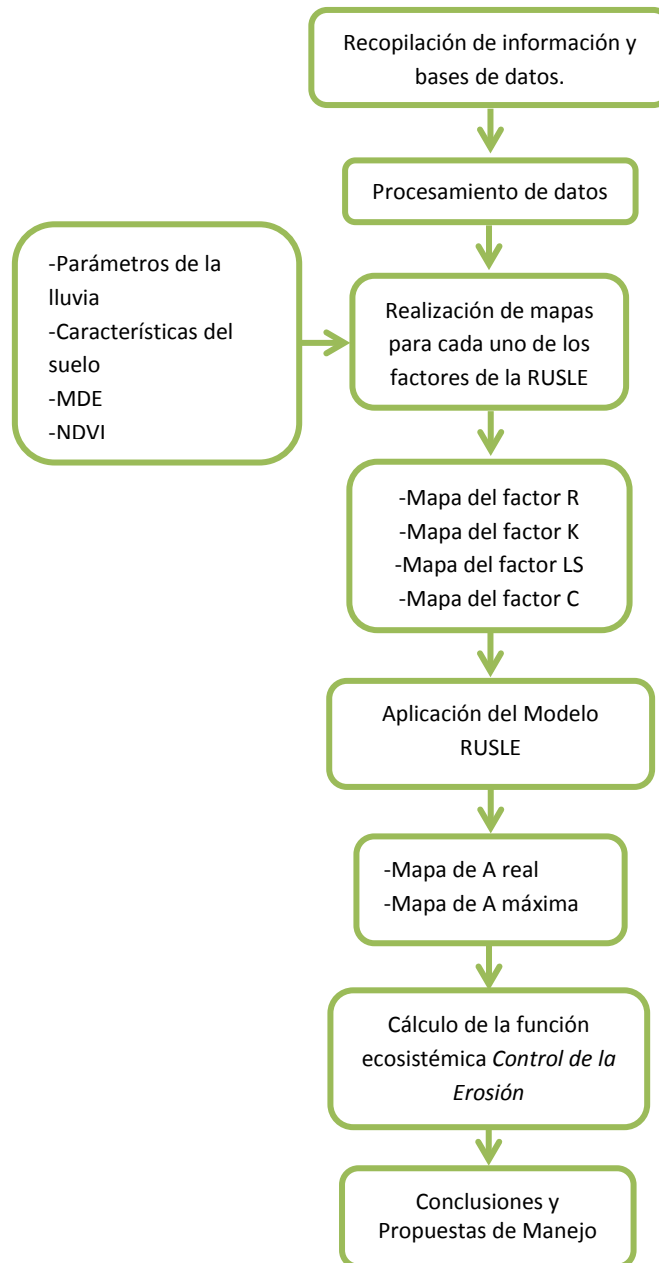 Recopilación de información y
bases de datos.
Procesamiento de datos
-Parámetros de la
lluvia
-Característícas del
suelo
-MDE
-NDVI
Realización de mapas
para cada uno de los
factores de la RUSLE
-Mapa del factor R
-Mapa del factor K
-Mapa del factor LS
-Mapa del factor C
Aplicación del Modelo
RUSLE
-Mapa de A real
-Mapa de A máxima
Cálculo de la función
ecosistémica Control de la
Erosión
Conclusiones y
Propuestas de Manejo